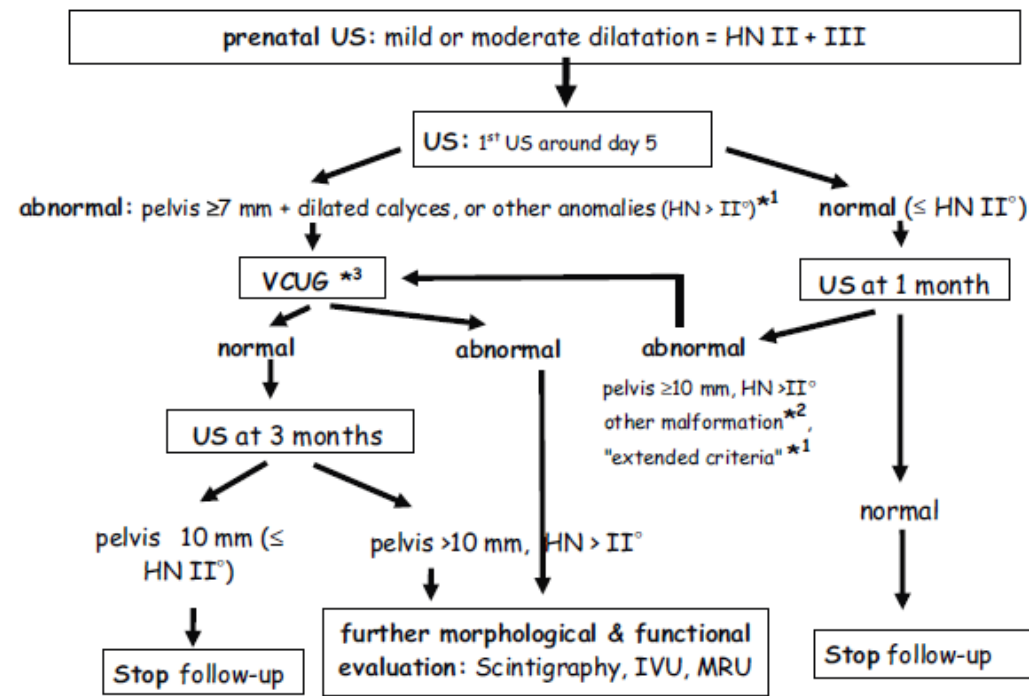 prenatal US: mild or moderate dilatation = HN II + III
US: 1st US around day 5
abnormal: pelvis ≥7 mm + dilated calyces, or other anomalies (HN > II°)*1
normal (≤ HN II°)
VCUG *3
US at 1 month
normal
abnormal
abnormal
pelvis ≥10 mm, HN >II°
other malformation*2,
"extended criteria" *1
US at 3 months
normal
pelvis 10 mm (≤
HN II°)
pelvis >10 mm, HN > II°
further morphological & functional
evaluation: Scintigraphy, IVU, MRU
Stop follow-up
Stop follow-up